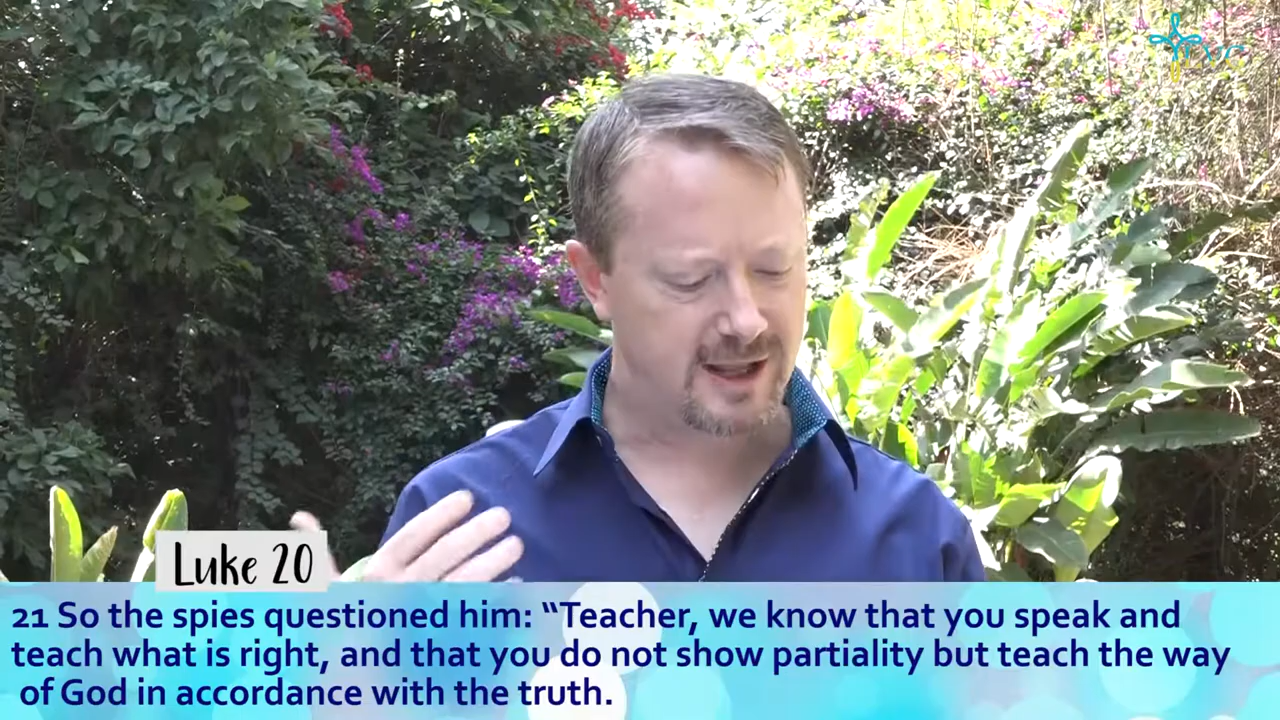 Luke 20
21 So the spies questioned him: “Teacher, we know that you speak and
teach what is right, and that you do not show partiality but teach the way
of God in accordance with the truth.